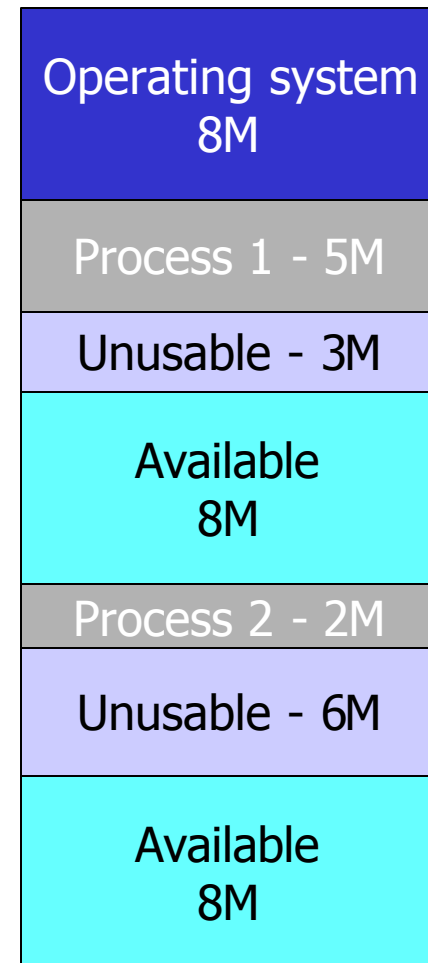 Operating system
8M
Process 1 - 5M
Unusable - 3M
Available
8M
Process 2 - 2M
Unusable - 6M
Available
8M